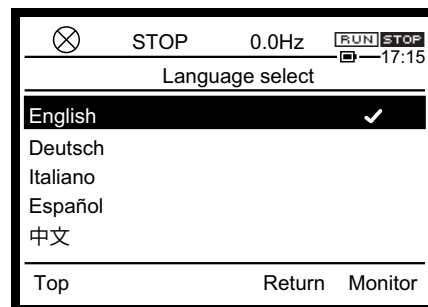 STOP 0.0Hz RUN STOP
17:15
Language select
English
Deutsch
Italiano
Español
中文
Top Return Monitor